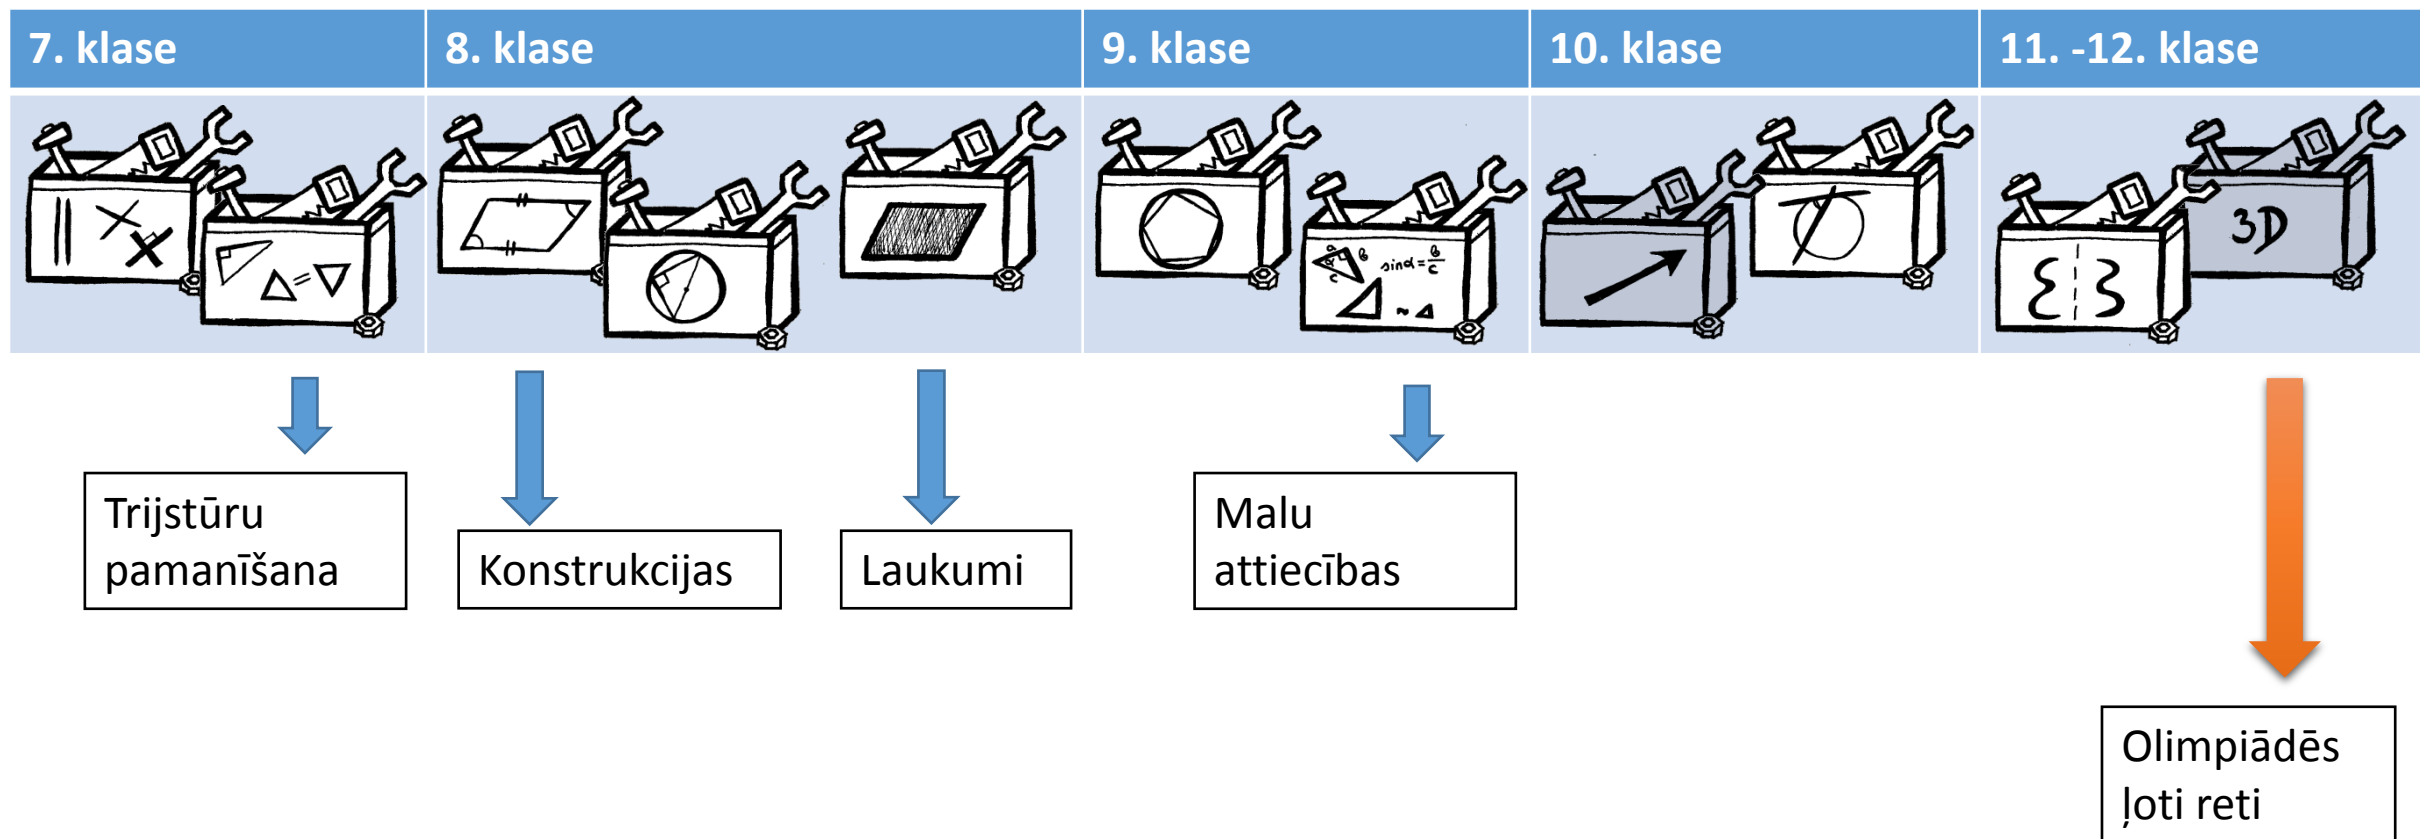 7. klase
8. klase
9. klase
10. klase
11. -12. klase
a
α
b
c
sinα = b/c
~
3D
Trijstūru
pamanīšana
Konstrukcijas
Laukumi
Malu
attiecības
Olimpiādēs
ļoti reti